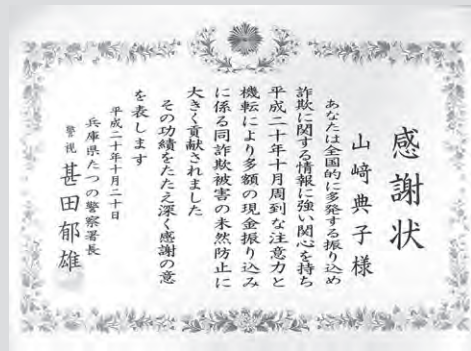 感謝状
山﨑典子様
あなたは全国的に多発する振り込め
詐欺に関する情報に強い関心を持ち
平成二十年十月周到な注意力と
機転により多額の現金振り込み
に係る同詐欺被害の未然防止に
大きく貢献されました
その功績をたたえ深く感謝の意
を表します
平成二十年十月二十日
兵庫県たつの警察署長
警視 甚田郁雄